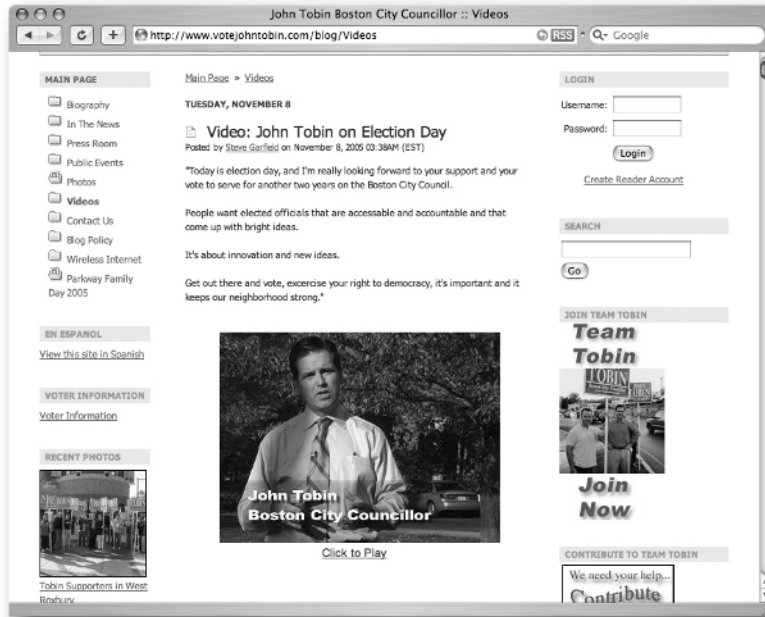 John Tobin Boston City Councillor :: Videos
http://www.votejohntobin.com/blog/Videos
RSS
Google
MAIN PAGE
Biography
In The News
Press Room
Public Events
Photos
Videos
Contact Us
Blog Policy
Wireless Internet
Parkway Family
Day 2005
EN ESPANOL
View this site in Spanish
VOTER INFORMATION
Voter Information
RECENT PHOTOS
Tobin Supporters in West
Roxbury
Main Page » Videos
TUESDAY, NOVEMBER 8
Video: John Tobin on Election Day
Posted by Steve Garfield on November 8, 2005 03:38AM (EST)
"Today is election day, and I'm really looking forward to your support and your
vote to serve for another two years on the Boston City Council.
People want elected officials that are accessable and accountable and that
come up with bright ideas.
It's about innovation and new ideas.
Get out there and vote, excercise your right to democracy, it's important and it
keeps our neighborhood strong."
John Tobin
Boston City Councillor
Click to Play
LOGIN
Username:
Password:
Login
Create Reader Account
SEARCH
Go
JOIN TEAM TOBIN
Team
Tobin
TOBIN
Join
Now
CONTRIBUTE TO TEAM TOBIN
We need your help...
Contribute